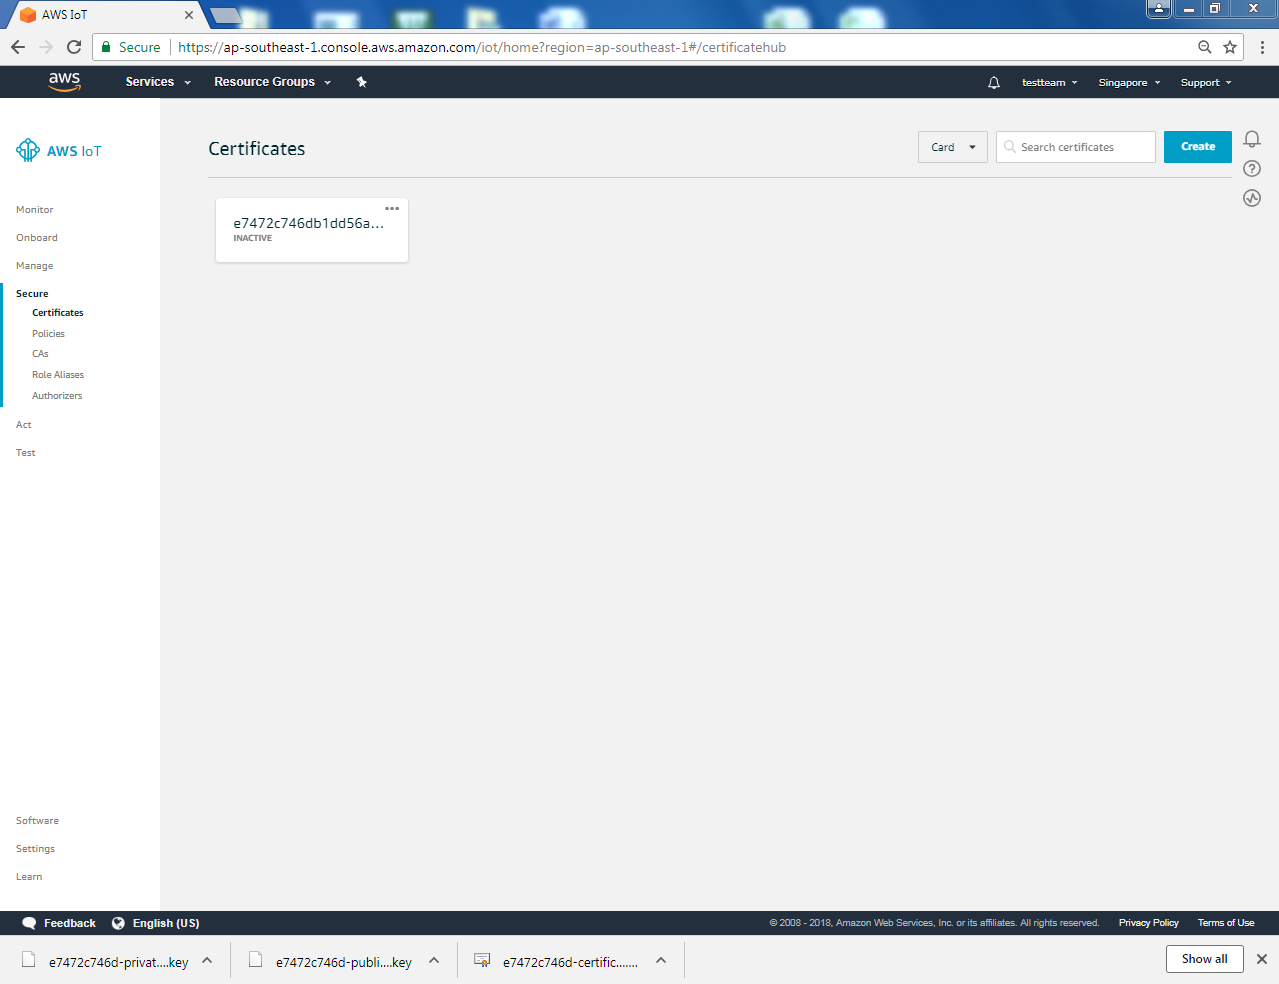 AWS IoT
Secure https://ap-southeast-1.console.aws.amazon.com/iot/home?region=ap-southeast-1#/certificatehub
aws Services Resource Groups testteam Singapore Support
AWS IoT
Monitor
Onboard
Manage
Secure
Certificates
Policies
CAs
Role Aliases
Authorizers
Act
Test
Software
Settings
Learn
Certificates
Card Search certificates Create
e7472c746db1dd56a...
INACTIVE
Feedback English (US) © 2008 - 2018, Amazon Web Services, Inc. or its affiliates. All rights reserved. Privacy Policy Terms of Use
e7472c746d-privat....key e7472c746d-publi....key e7472c746d-certific....... Show all